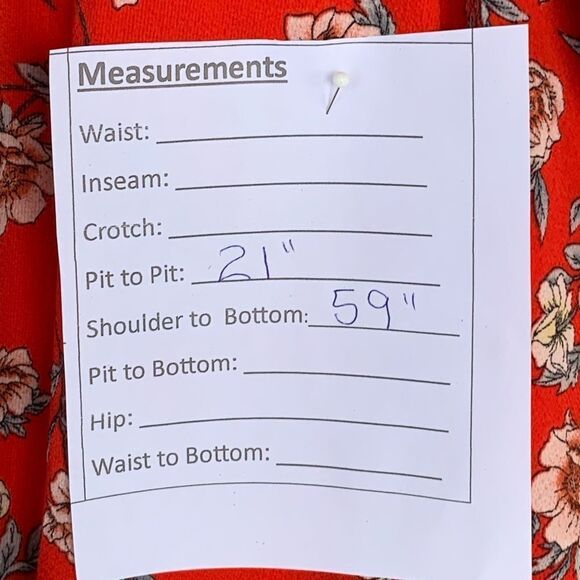 Measurements
Waist:
Inseam:
Crotch:
Pit to Pit: 21"
Shoulder to Bottom: 59"
Pit to Bottom:
Hip:
Waist to Bottom: